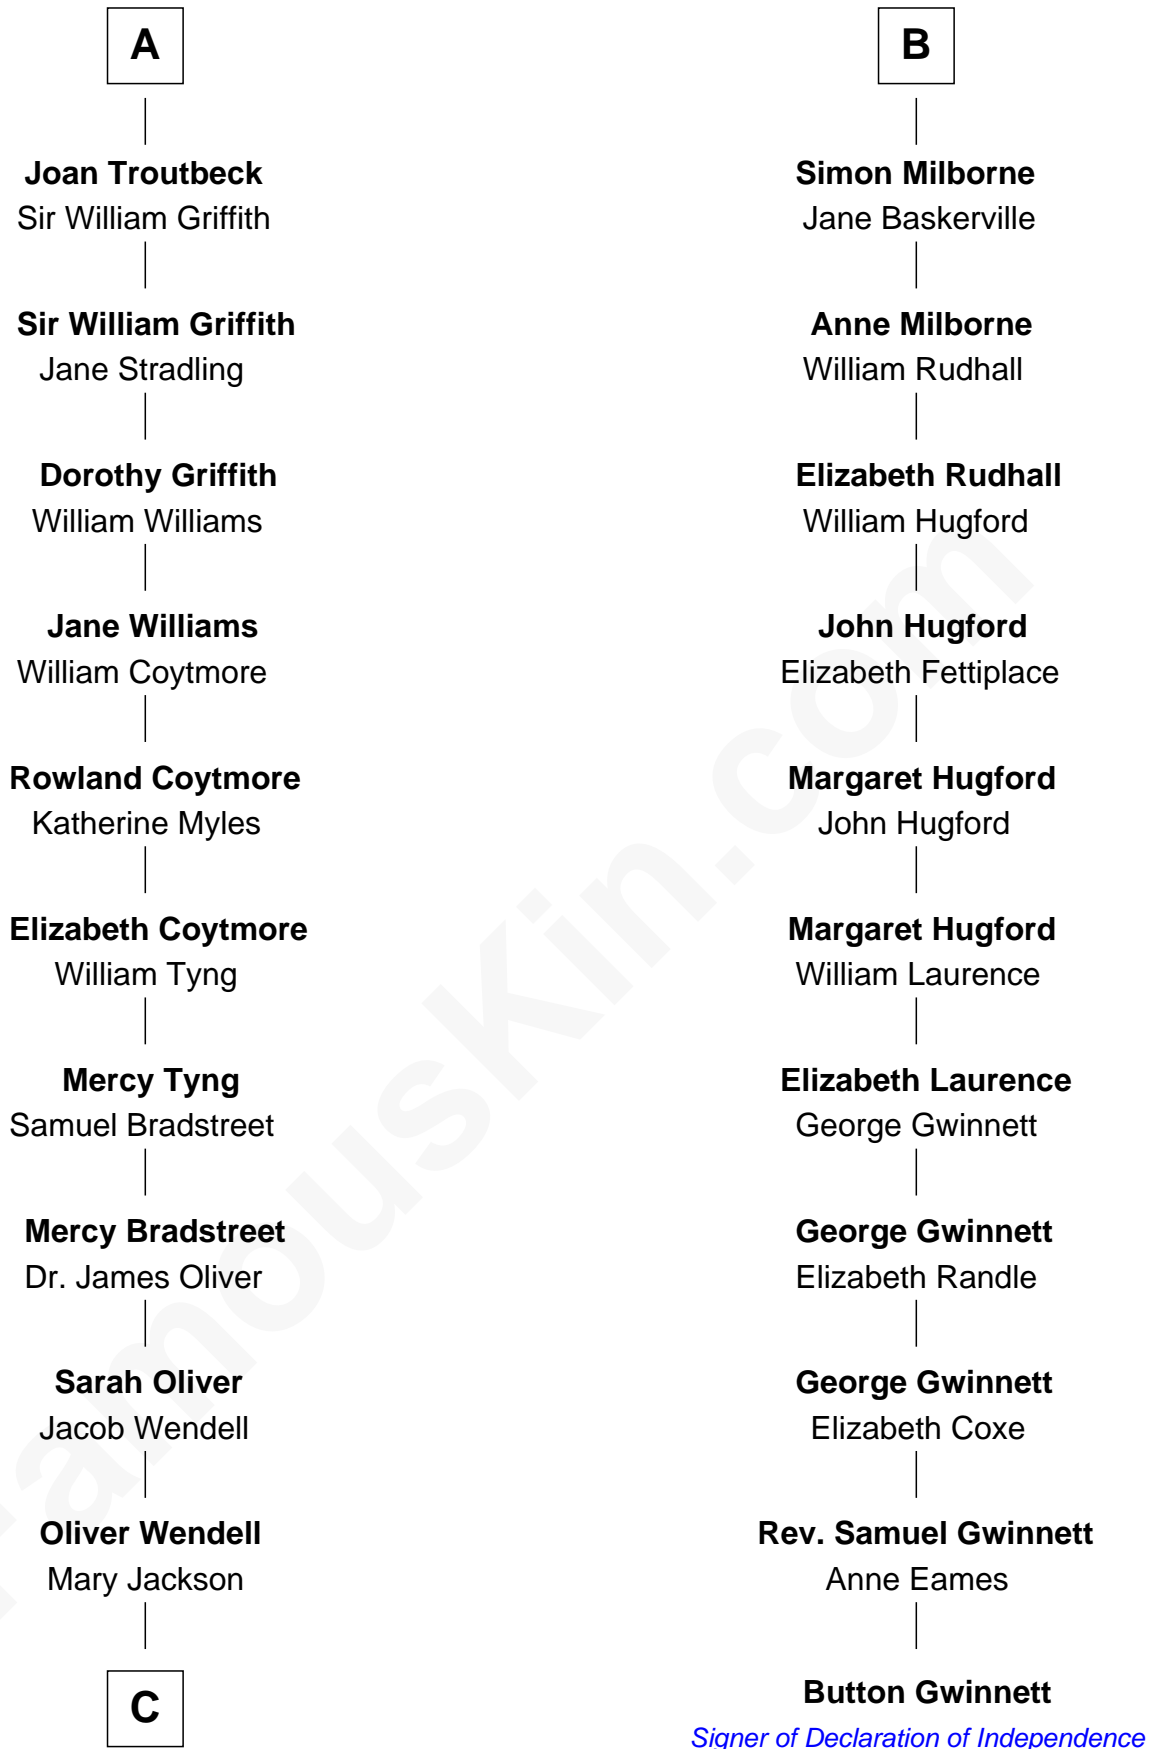 A
Joan Troutbeck
Sir William Griffith
Sir William Griffith
Jane Stradling
Dorothy Griffith
William Williams
Jane Williams
William Coytmore
Rowland Coytmore
Katherine Myles
Elizabeth Coytmore
William Tyng
Mercy Tyng
Samuel Bradstreet
Mercy Bradstreet
Dr. James Oliver
Sarah Oliver
Jacob Wendell
Oliver Wendell
Mary Jackson
C
B
Simon Milborne
Jane Baskerville
Anne Milborne
William Rudhall
Elizabeth Rudhall
William Hugford
John Hugford
Elizabeth Fettiplace
Margaret Hugford
John Hugford
Margaret Hugford
William Laurence
Elizabeth Laurence
George Gwinnett
George Gwinnett
Elizabeth Randle
George Gwinnett
Elizabeth Coxe
Rev. Samuel Gwinnett
Anne Eames
Button Gwinnett
Signer of Declaration of Independence
FamousKin.com